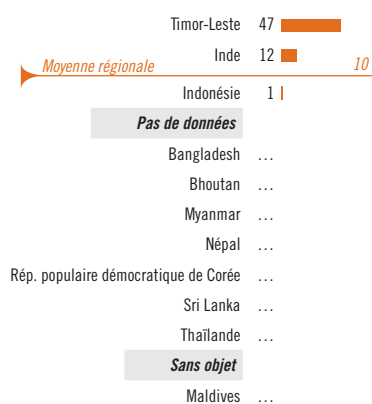 Timor-Leste 47
Inde 12
Moyenne régionale 10
Indonésie 1
Pas de données
Bangladesh ...
Bhoutan ...
Myanmar ...
Népal ...
Rép. populaire démocratique de Corée ...
Sri Lanka ...
Thaïlande ...
Sans objet
Maldives ...